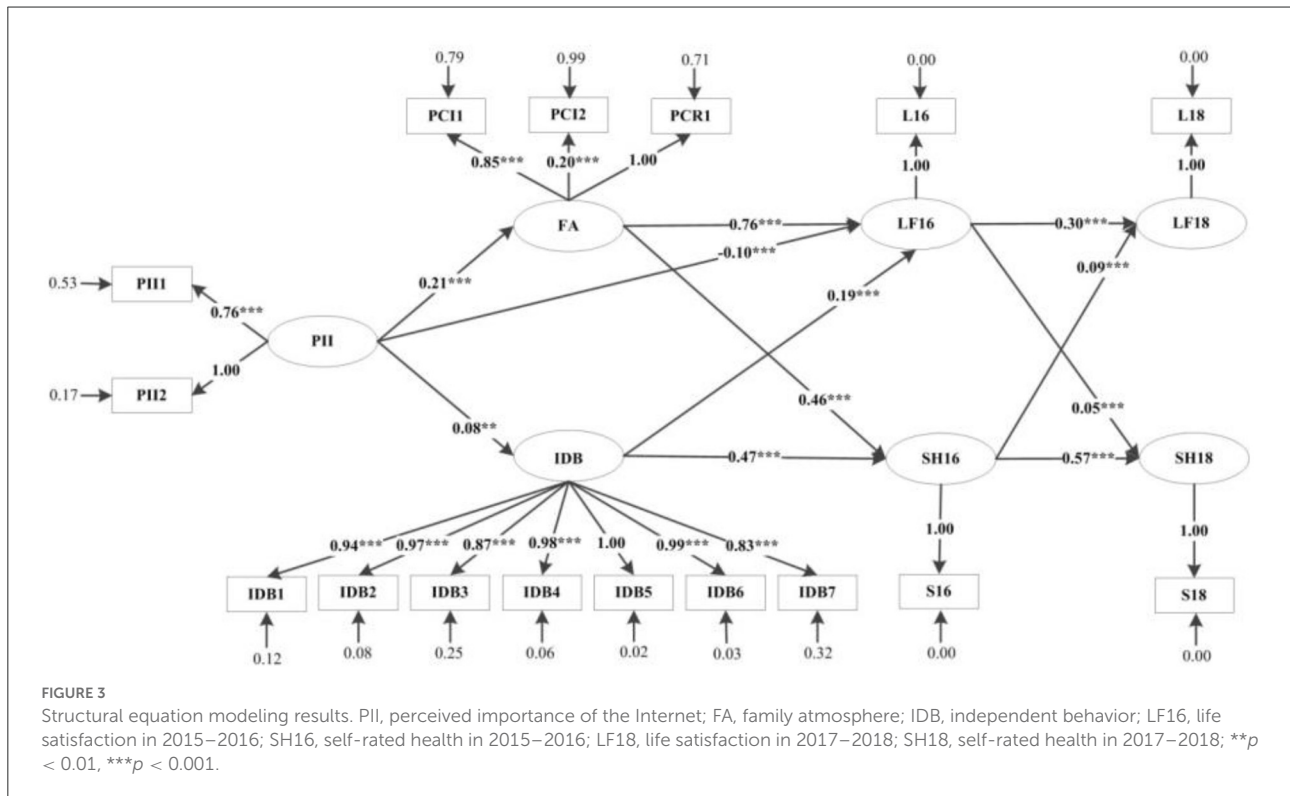 0.79 0.99 0.71 0.00 0.00
PCI1 PCI2 PCR1 L16 L18
0.85*** 0.20*** 1.00 1.00 1.00
FA 0.76*** LF16 0.30*** LF18
-0.10***
0.53 PII1 0.21*** 0.09***
0.76*** 0.19***
PII
0.17 PII2 1.00
0.46*** 0.05***
0.08**
IDB 0.47*** SH16 0.57*** SH18
1.00 1.00
0.94*** 0.97*** 0.87*** 0.98*** 1.00 0.99*** 0.83***
IDB1 IDB2 IDB3 IDB4 IDB5 IDB6 IDB7 S16 S18
0.12 0.08 0.25 0.06 0.02 0.03 0.32 0.00 0.00
FIGURE 3
Structural equation modeling results. PII, perceived importance of the Internet; FA, family atmosphere; IDB, independent behavior; LF16, life
satisfaction in 2015–2016; SH16, self-rated health in 2015–2016; LF18, life satisfaction in 2017–2018; SH18, self-rated health in 2017–2018; **p
< 0.01, ***p < 0.001.